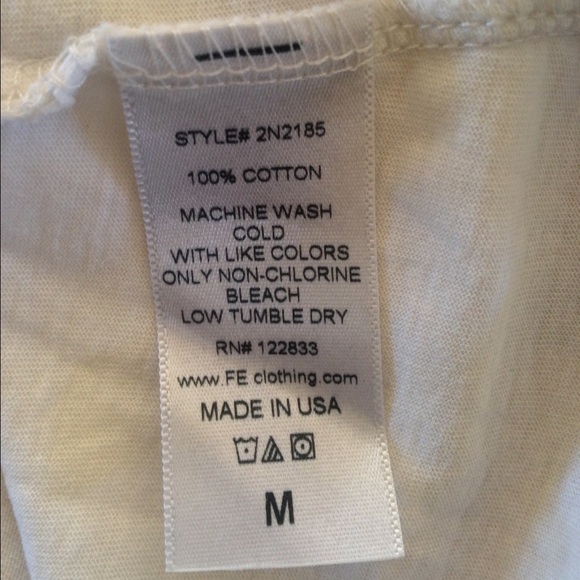 STYLE# 2N2185
100% COTTON
MACHINE WASH
COLD
WITH LIKE COLORS
ONLY NON-CHLORINE
BLEACH
LOW TUMBLE DRY
RN# 122833
www.FE clothing.com
MADE IN USA
M